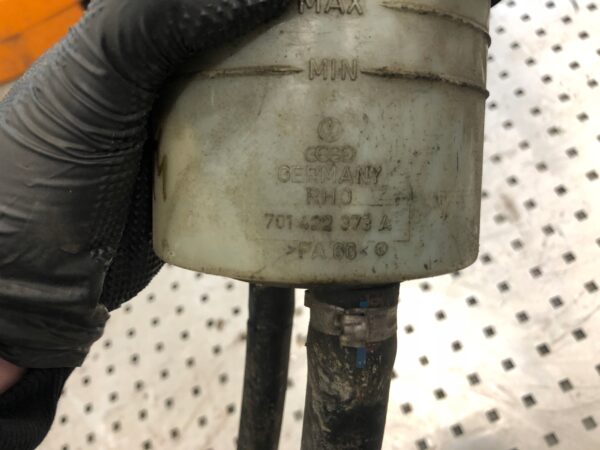 MAX
MIN
GERMANY
RHO
701 422 373 A
>PA 66<